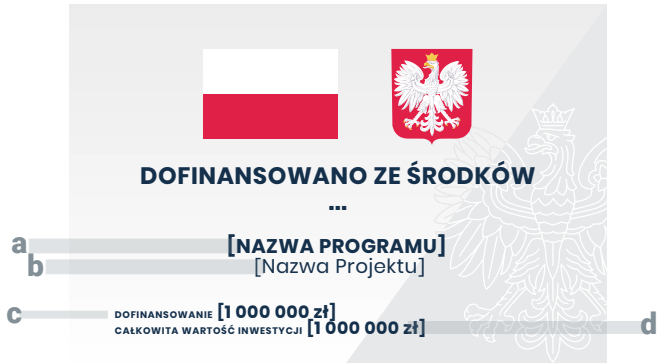 DOFINANSOWANO ZE ŚRODKÓW
...
a [NAZWA PROGRAMU]
b [Nazwa Projektu]
c DOFINANSOWANIE [1 000 000 zł]
CAŁKOWITA WARTOŚĆ INWESTYCJI [1 000 000 zł] d